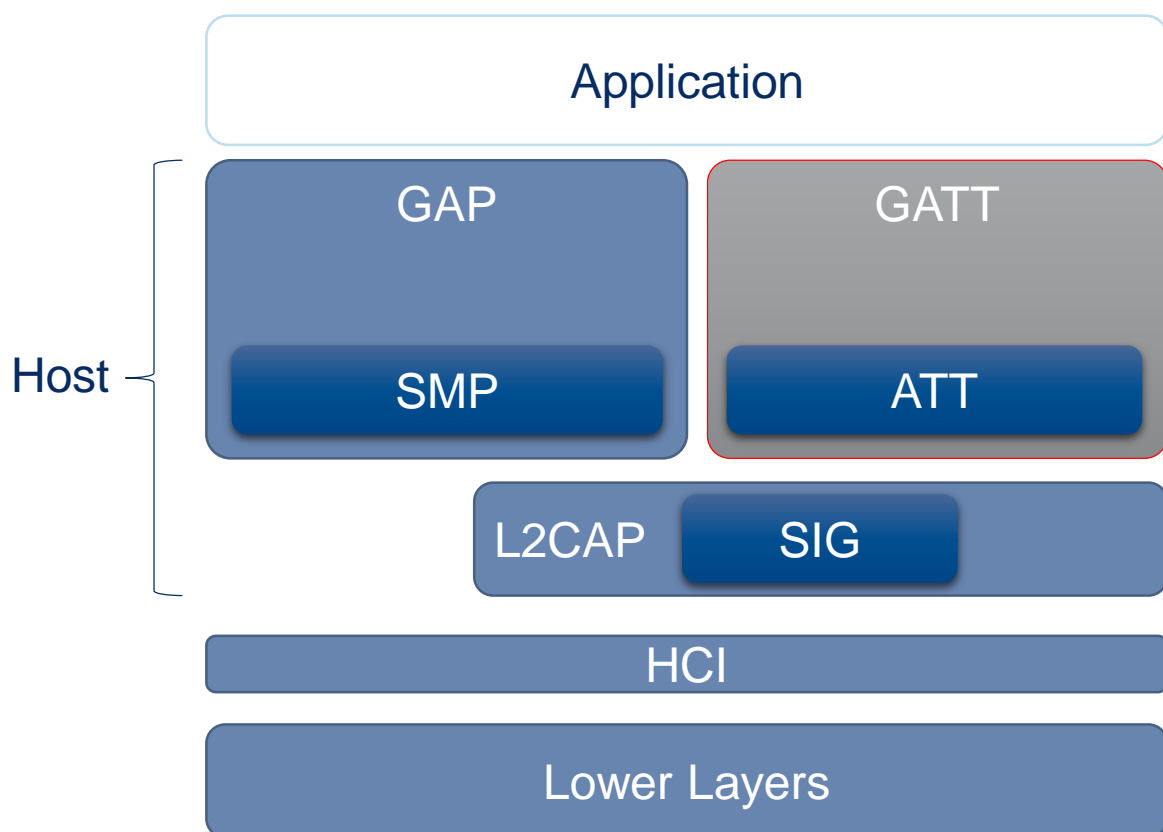 Application
GAP
GATT
Host
SMP
ATT
L2CAP
SIG
HCI
Lower Layers